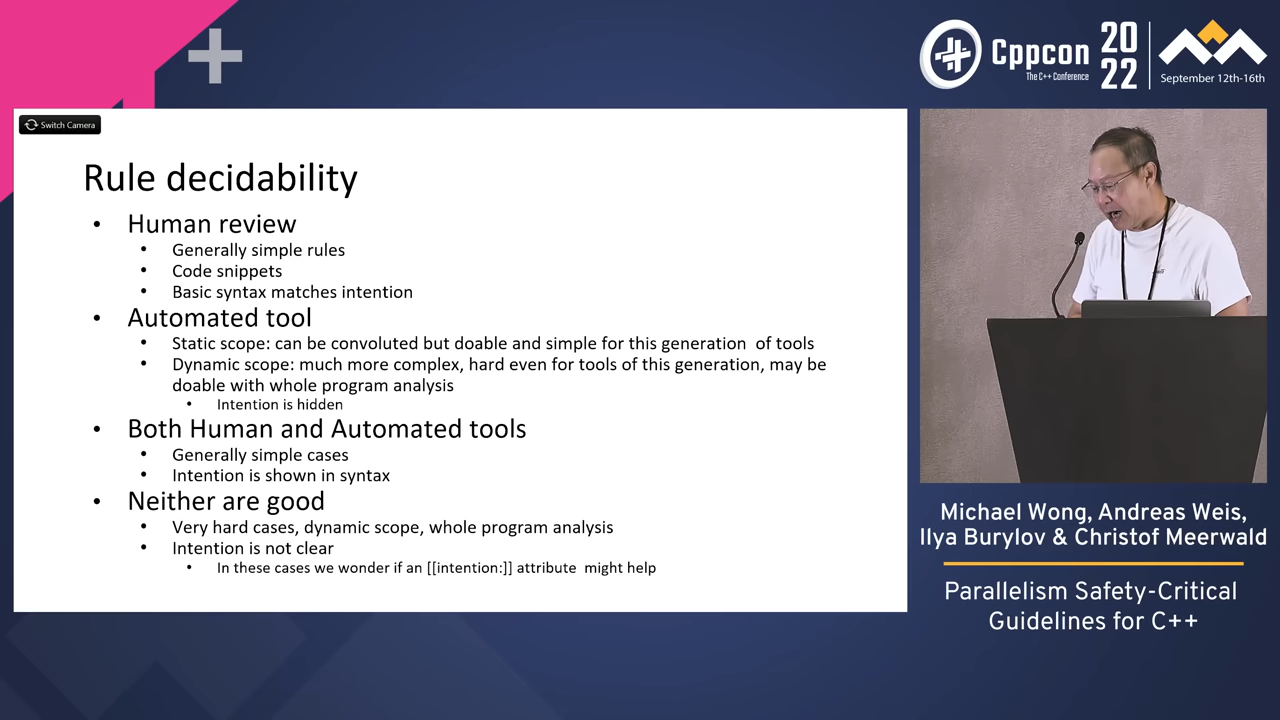 Switch Camera
Rule decidability
• Human review
• Generally simple rules
• Code snippets
• Basic syntax matches intention
• Automated tool
• Static scope: can be convoluted but doable and simple for this generation of tools
• Dynamic scope: much more complex, hard even for tools of this generation, may be
doable with whole program analysis
• Intention is hidden
• Both Human and Automated tools
• Generally simple cases
• Intention is shown in syntax
• Neither are good
• Very hard cases, dynamic scope, whole program analysis
• Intention is not clear
• In these cases we wonder if an [[intention:]] attribute might help
Cppcon
The C++ Conference
20
22
September 12th-16th
Michael Wong, Andreas Weis,
Ilya Burylov & Christof Meerwald
Parallelism Safety-Critical
Guidelines for C++